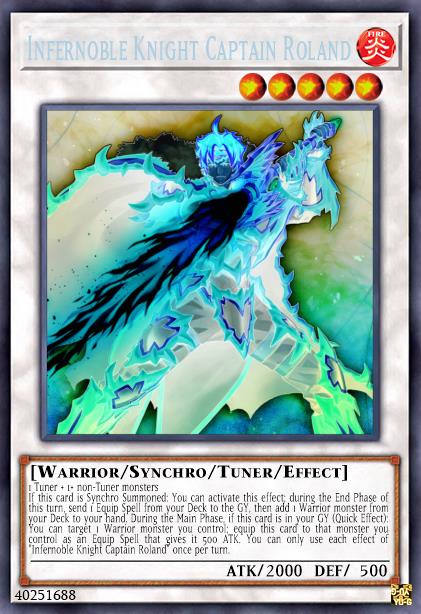 Infernoble Knight Captain Roland
FIRE
炎
[Warrior/Synchro/Tuner/Effect]
1 Tuner + 1+ non-Tuner monsters
If this card is Synchro Summoned: You can activate this effect; during the End Phase of
this turn, send 1 Equip Spell from your Deck to the GY, then add 1 Warrior monster from
your Deck to your hand. During the Main Phase, if this card is in your GY (Quick Effect):
You can target 1 Warrior monster you control; equip this card to that monster you
control as an Equip Spell that gives it 500 ATK. You can only use each effect of
"Infernoble Knight Captain Roland" once per turn.
ATK/2000 DEF/ 500
40251688